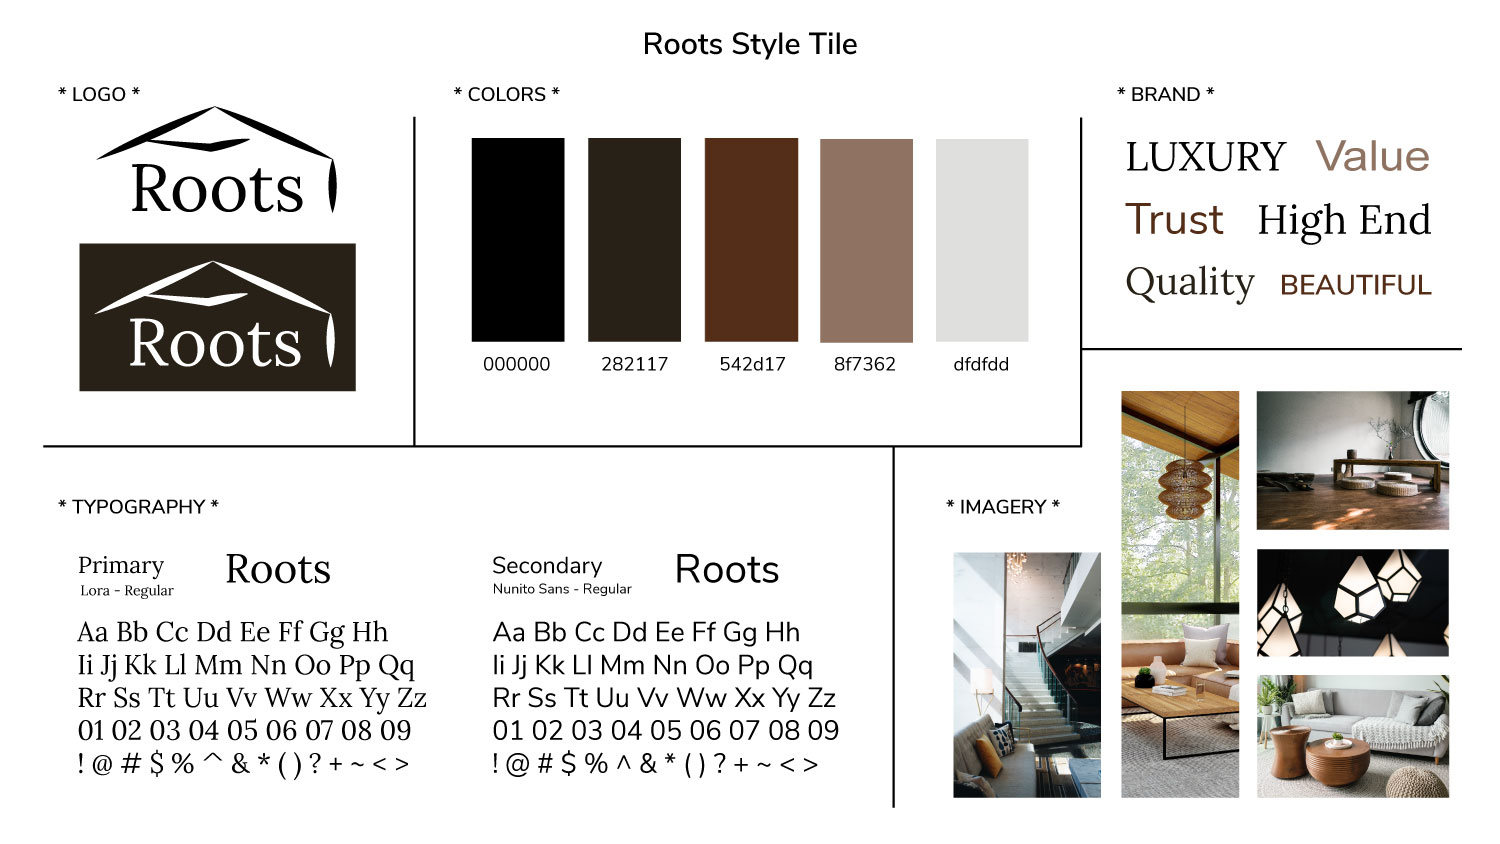 Roots Style Tile
* LOGO *
Roots
Roots
* COLORS *
000000
282117
542d17
8f7362
dfdfdd
* BRAND *
LUXURY Value
Trust High End
Quality BEAUTIFUL
* TYPOGRAPHY *
Primary Roots
Lora - Regular
Aa Bb Cc Dd Ee Ff Gg Hh
Ii Jj Kk Ll Mm Nn Oo Pp Qq
Rr Ss Tt Uu Vv Ww Xx Yy Zz
01 02 03 04 05 06 07 08 09
! @ # $ % ^ & * ( ) ? + ~ < >
Secondary Roots
Nunito Sans - Regular
Aa Bb Cc Dd Ee Ff Gg Hh
Ii Jj Kk Ll Mm Nn Oo Pp Qq
Rr Ss Tt Uu Vv Ww Xx Yy Zz
01 02 03 04 05 06 07 08 09
! @ # $ % ^ & * ( ) ? + ~ < >
* IMAGERY *